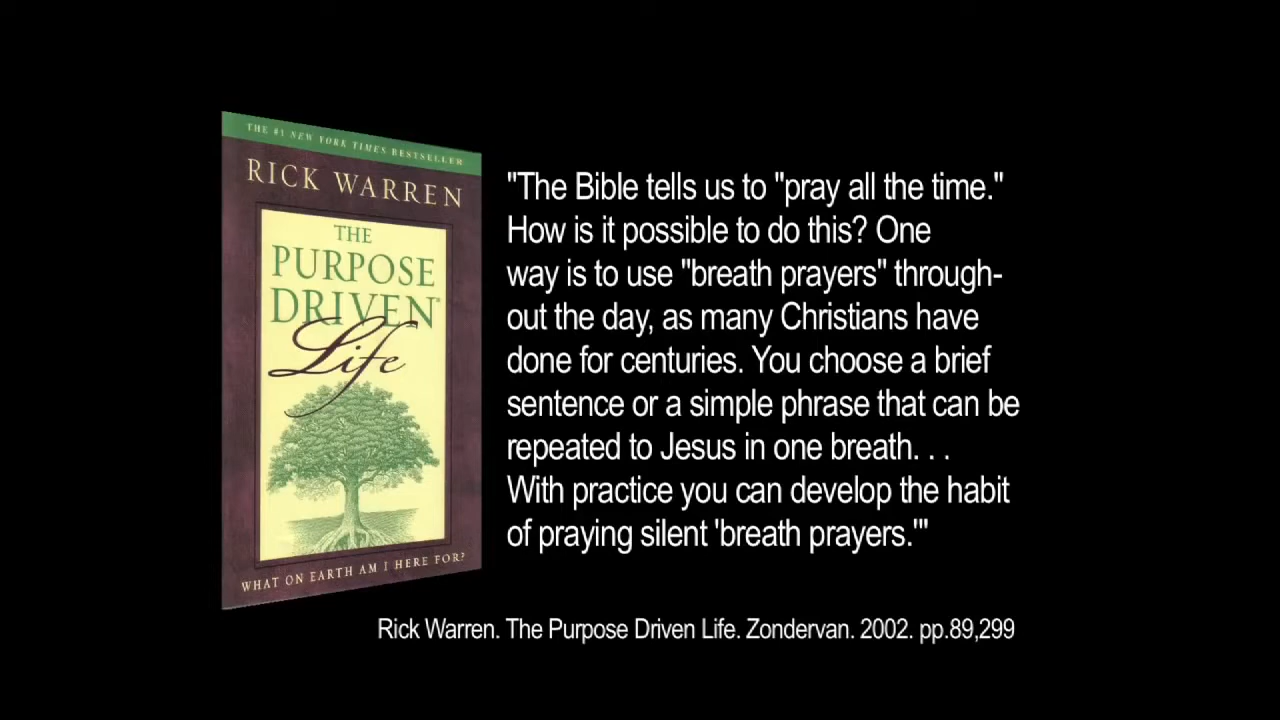 THE #1 NEW YORK TIMES BESTSELLER
RICK WARREN
THE
PURPOSE
DRIVEN®
Life
WHAT ON EARTH AM I HERE FOR?
"The Bible tells us to "pray all the time."
How is it possible to do this? One
way is to use "breath prayers" through-
out the day, as many Christians have
done for centuries. You choose a brief
sentence or a simple phrase that can be
repeated to Jesus in one breath. . .
With practice you can develop the habit
of praying silent 'breath prayers.'"
Rick Warren. The Purpose Driven Life. Zondervan. 2002. pp.89,299